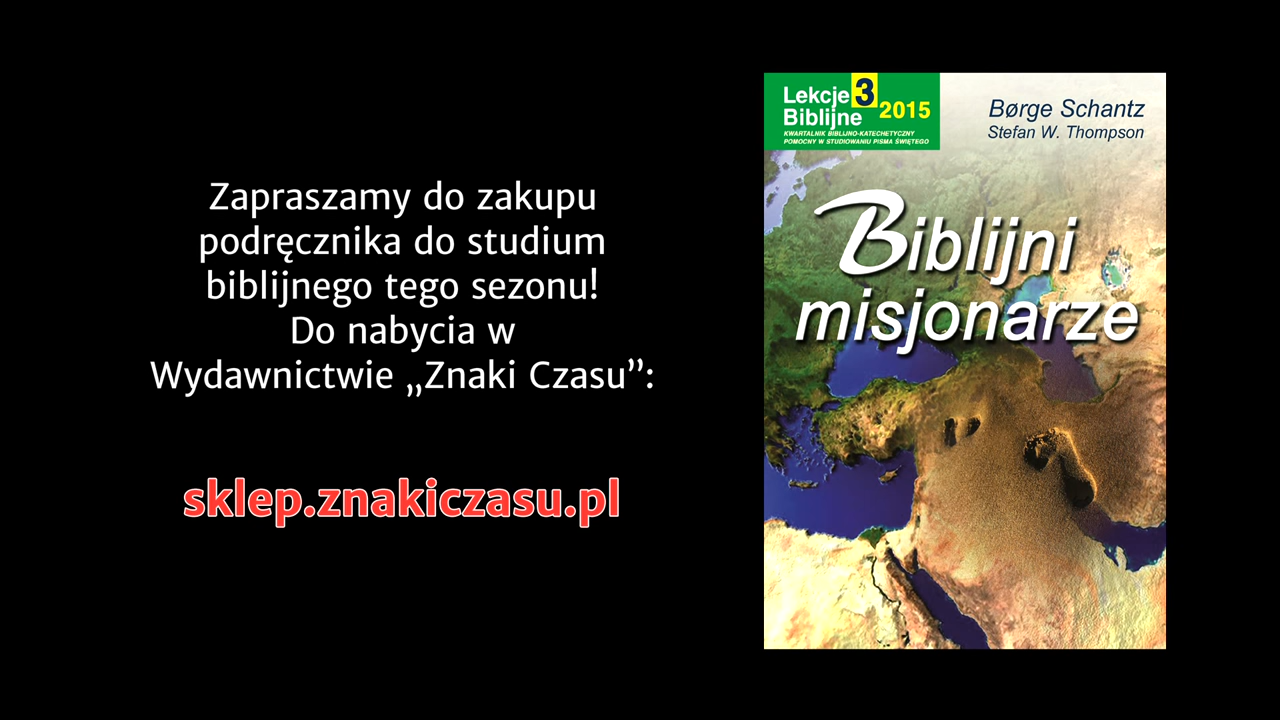 Zapraszamy do zakupu
podręcznika do studium
biblijnego tego sezonu!
Do nabycia w
Wydawnictwie „Znaki Czasu”:
sklep.znakiczasu.pl
Lekcje 3 2015
Biblijne
KWARTALNIK BIBLIJNO-KATECHETYCZNY
POMOCNY W STUDIOWANIU PISMA ŚWIĘTEGO
Børge Schantz
Stefan W. Thompson
Biblijni
misjonarze